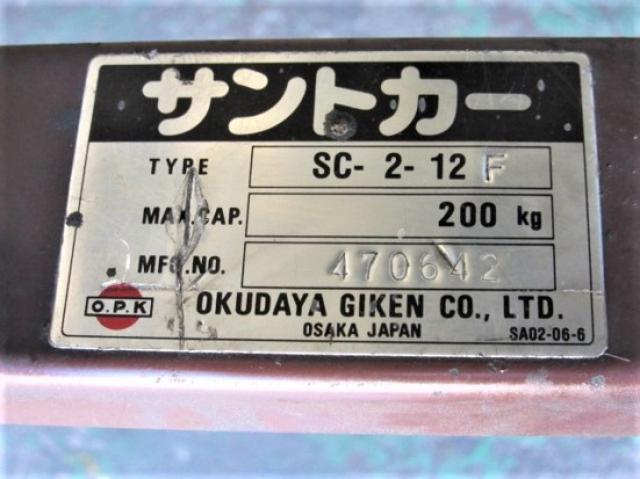 サントカー
TYPE SC- 2- 12 F
MAX.CAP. 200 kg
MFG.NO. 470642
O.P.K OKUDAYA GIKEN CO., LTD.
OSAKA JAPAN SA02-06-6